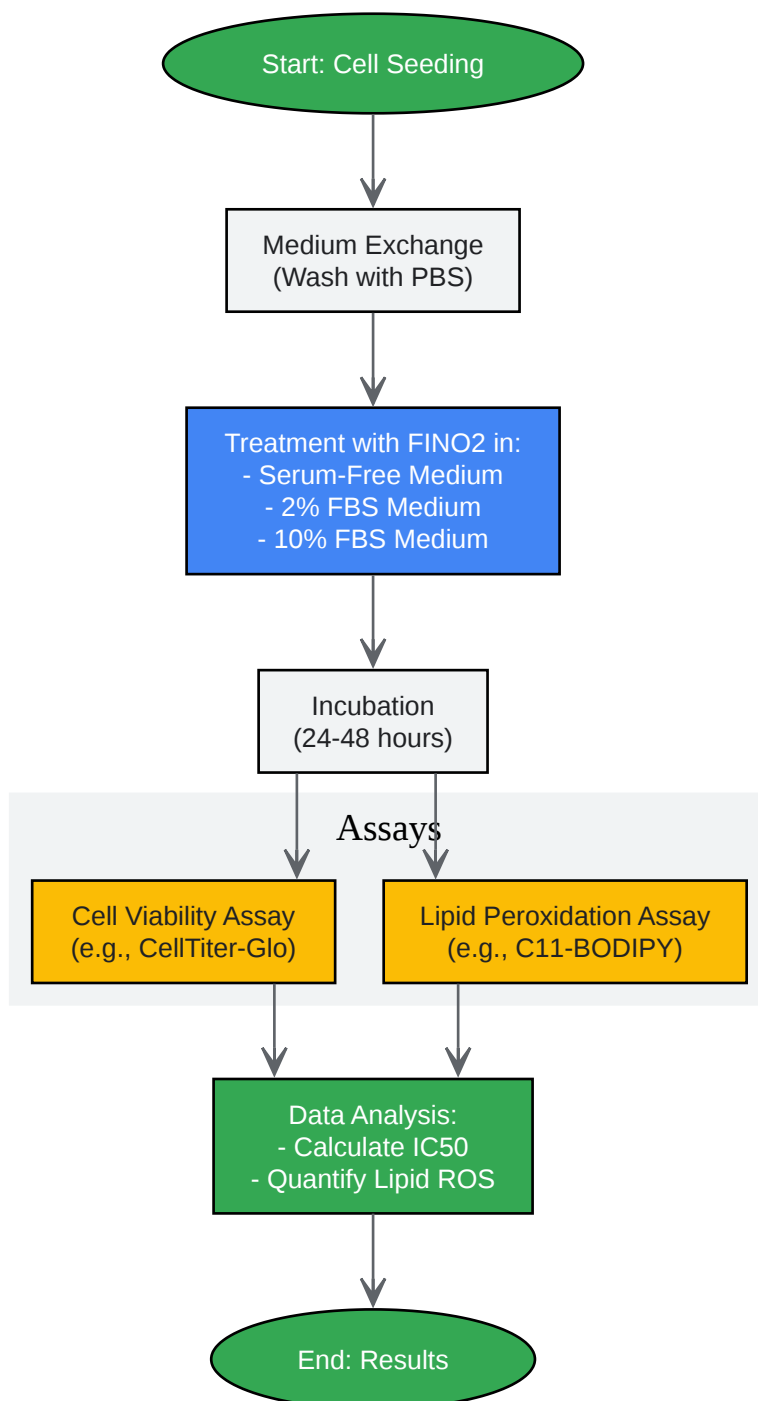 Start: Cell Seeding
Medium Exchange
(Wash with PBS)
Treatment with FINO2 in:
- Serum-Free Medium
- 2% FBS Medium
- 10% FBS Medium
Incubation
(24-48 hours)
Assays
Cell Viability Assay
(e.g., CellTiter-Glo)
Lipid Peroxidation Assay
(e.g., C11-BODIPY)
Data Analysis:
- Calculate IC50
- Quantify Lipid ROS
End: Results